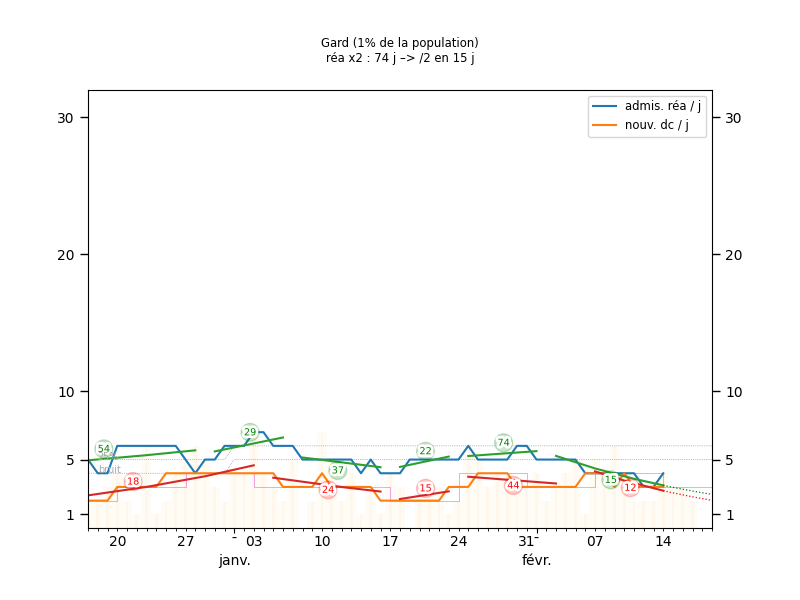 Gard (1% de la population)
réa x2 : 74 j –> /2 en 15 j
admis. réa / j
nouv. dc / j
30 30
20 20
10 10
5 5
1 1
54 29 37 22 74 15
18 24 15 44 12
bruit
20 27 - 03 10 17 24 31- 07 14
janv. févr.